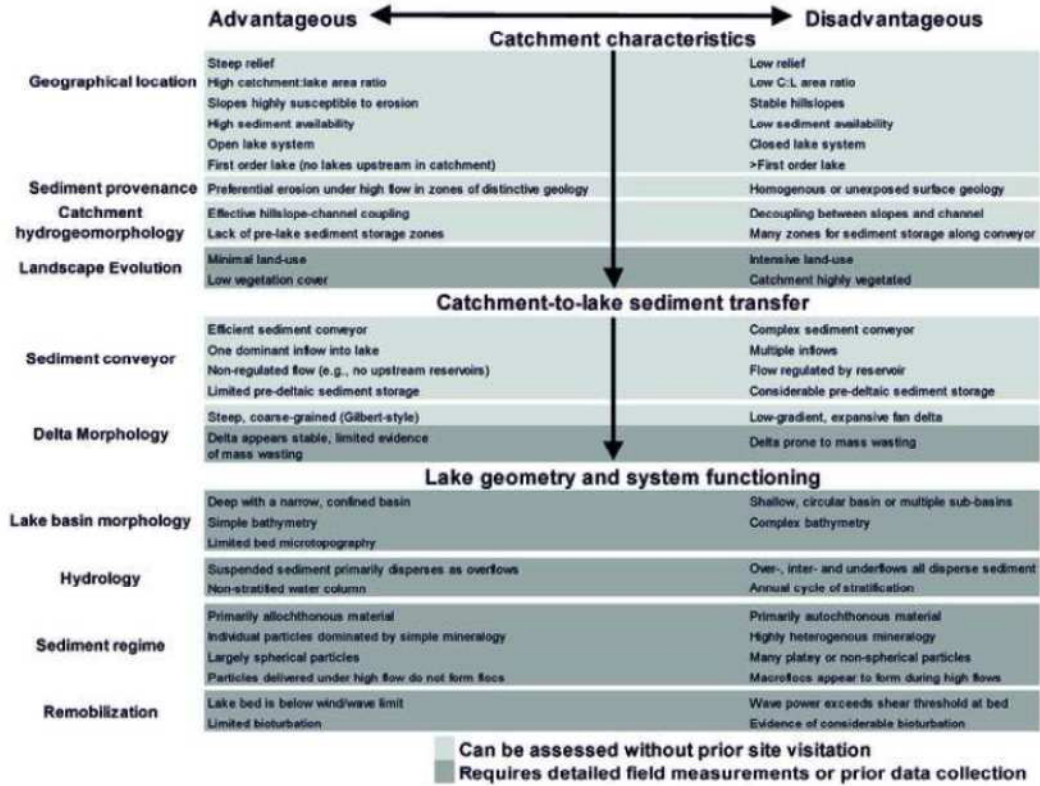 Advantageous Disadvantageous
Catchment characteristics
Geographical location
Steep relief Low relief
High catchment:lake area ratio Low C:L area ratio
Slopes highly susceptible to erosion Stable hillslopes
High sediment availability Low sediment availability
Open lake system Closed lake system
First order lake (no lakes upstream in catchment) >First order lake
Sediment provenance Preferential erosion under high flow in zones of distinctive geology Homogenous or unexposed surface geology
Catchment
hydrogeomorphology
Effective hillslope-channel coupling Decoupling between slopes and channel
Lack of pre-lake sediment storage zones Many zones for sediment storage along conveyor
Landscape Evolution
Minimal land-use Intensive land-use
Low vegetation cover Catchment highly vegetated
Catchment-to-lake sediment transfer
Sediment conveyor
Efficient sediment conveyor Complex sediment conveyor
One dominant inflow into lake Multiple inflows
Non-regulated flow (e.g., no upstream reservoirs) Flow regulated by reservoir
Limited pre-deltaic sediment storage Considerable pre-deltaic sediment storage
Delta Morphology
Steep, coarse-grained (Gilbert-style) Low-gradient, expansive fan delta
Delta appears stable, limited evidence
of mass wasting
Delta prone to mass wasting
Lake geometry and system functioning
Lake basin morphology
Deep with a narrow, confined basin Shallow, circular basin or multiple sub-basins
Simple bathymetry Complex bathymetry
Limited bed microtopography
Hydrology
Suspended sediment primarily disperses as overflows Over-, inter- and underflows all disperse sediment
Non-stratified water column Annual cycle of stratification
Sediment regime
Primarily allochthonous material Primarily autochthonous material
Individual particles dominated by simple mineralogy Highly heterogenous mineralogy
Largely spherical particles Many platey or non-spherical particles
Particles delivered under high flow do not form flocs Macroflocs appear to form during high flows
Remobilization
Lake bed is below wind/wave limit Wave power exceeds shear threshold at bed
Limited bioturbation Evidence of considerable bioturbation
Can be assessed without prior site visitation
Requires detailed field measurements or prior data collection